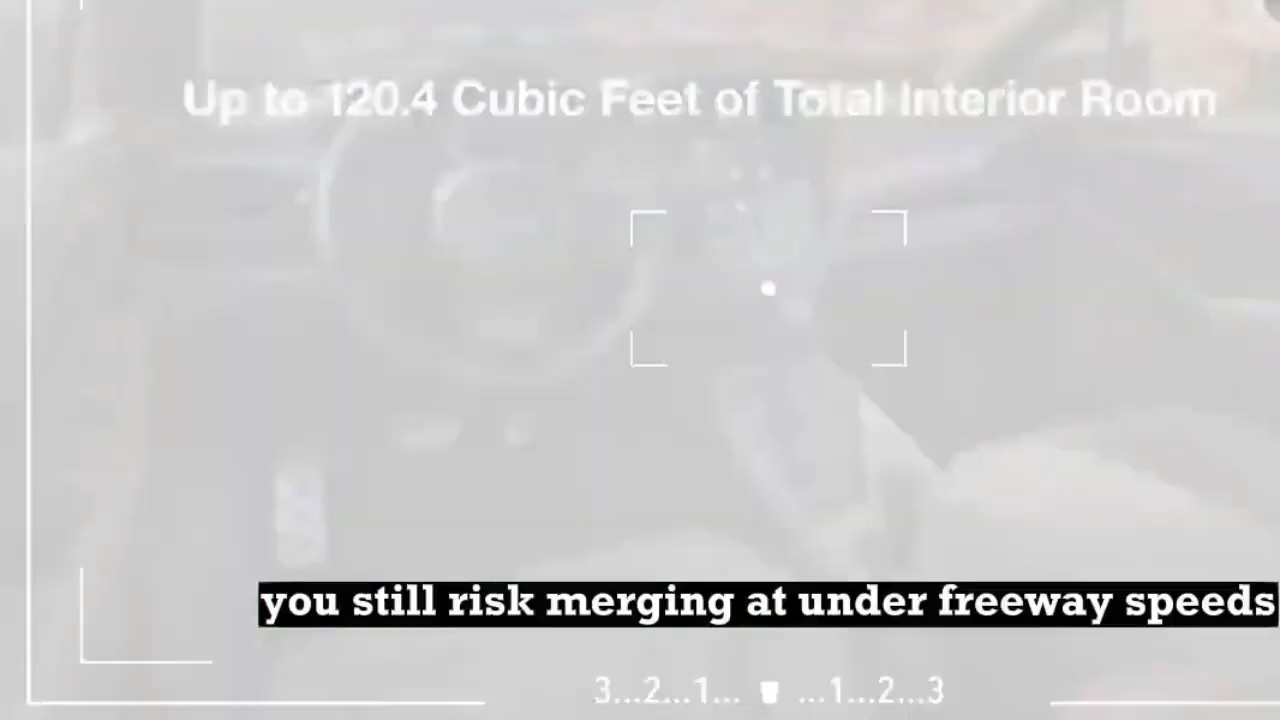 Up to 120.4 Cubic Feet of Total Interior Room
you still risk merging at under freeway speeds
3...2...1... ...1...2...3